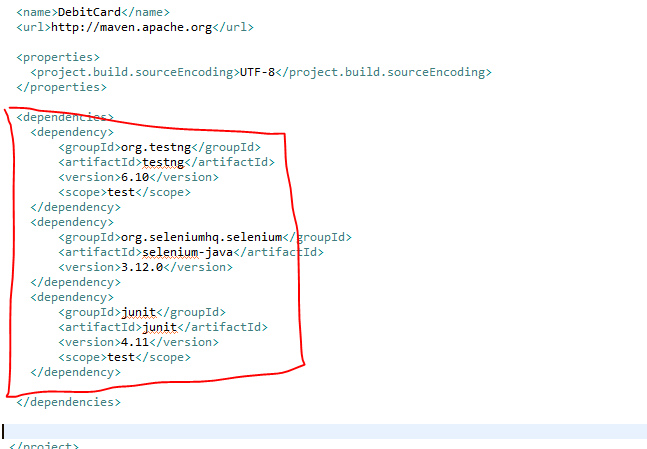 <name>DebitCard</name>
<url>http://maven.apache.org</url>
<properties>
<project.build.sourceEncoding>UTF-8</project.build.sourceEncoding>
</properties>
<dependencies>
<dependency>
<groupId>org.testng</groupId>
<artifactId>testng</artifactId>
<version>6.10</version>
<scope>test</scope>
</dependency>
<dependency>
<groupId>org.seleniumhq.selenium</groupId>
<artifactId>selenium-java</artifactId>
<version>3.12.0</version>
</dependency>
<dependency>
<groupId>junit</groupId>
<artifactId>junit</artifactId>
<version>4.11</version>
<scope>test</scope>
</dependency>
</dependencies>
</project>